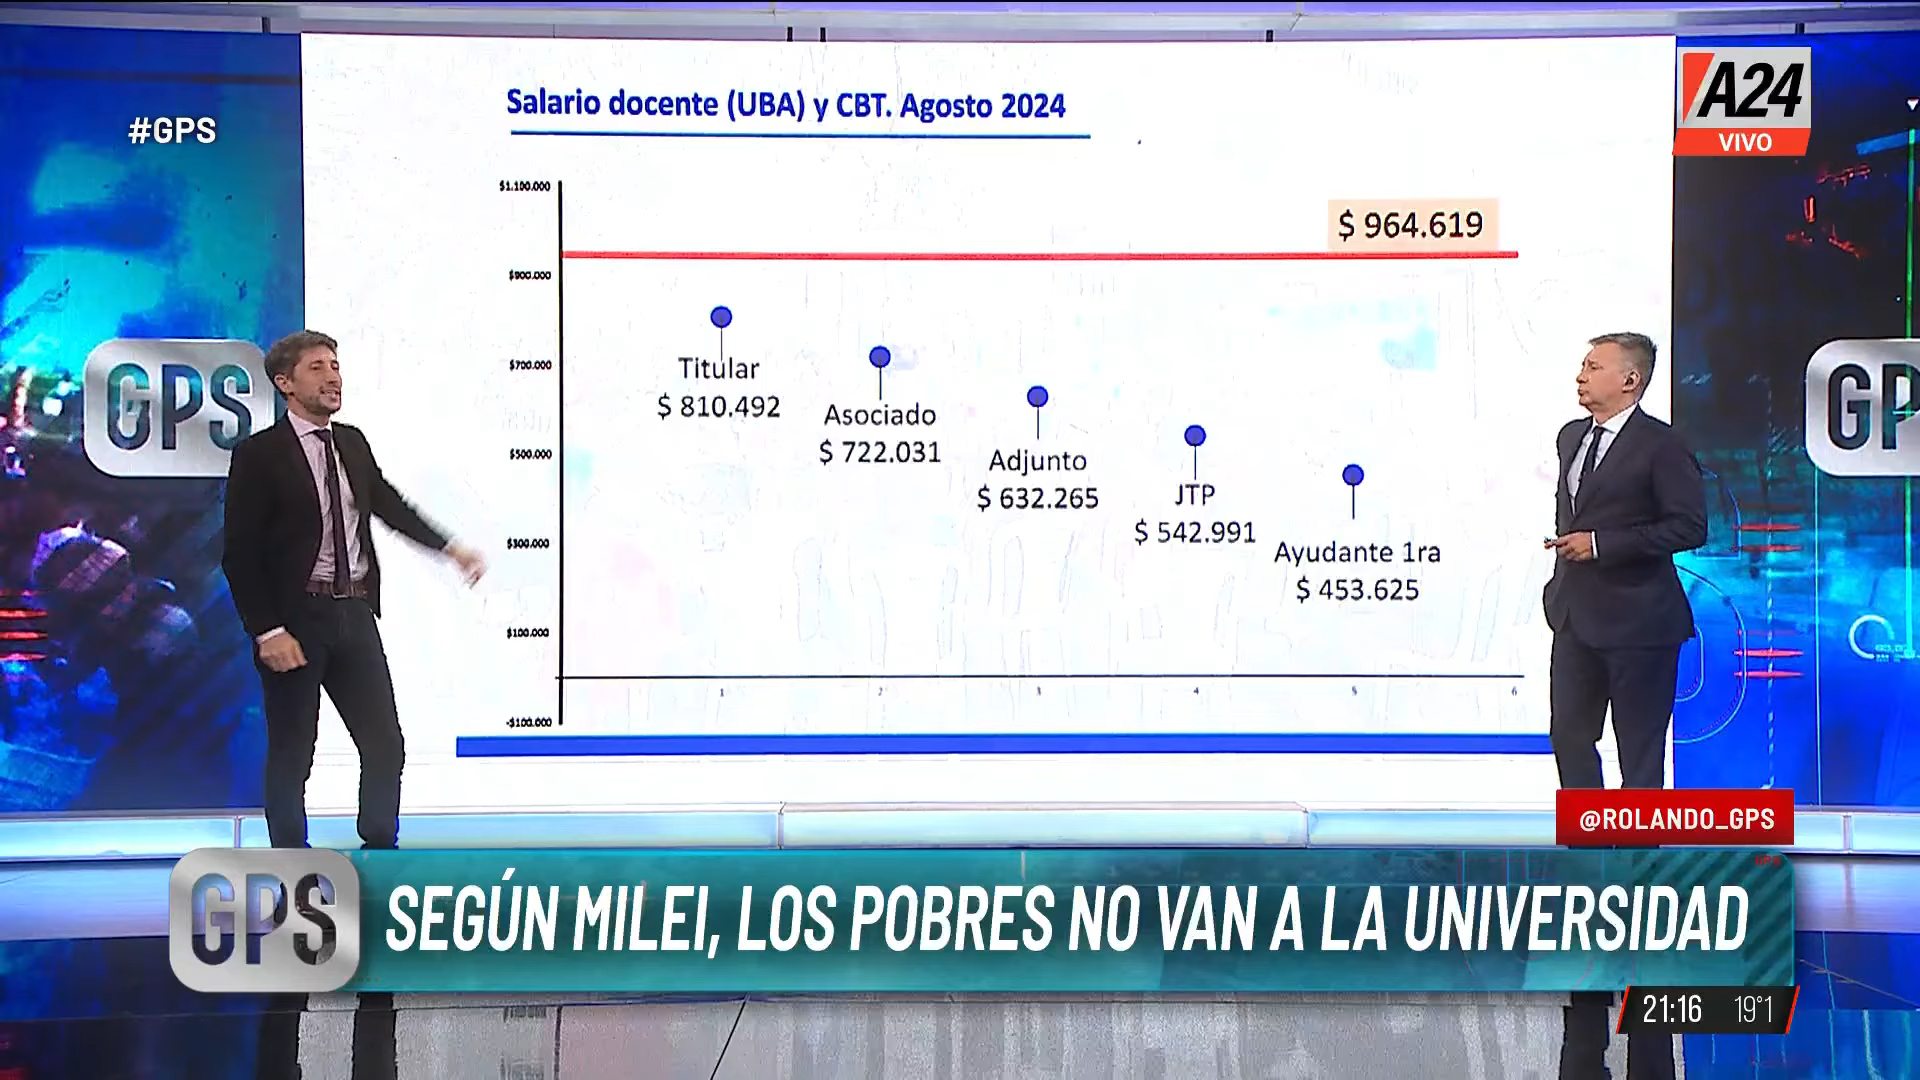 #GPS
A24
VIVO
Salario docente (UBA) y CBT. Agosto 2024
$1.100.000
$ 964.619
$900.000
$700.000
$500.000
$300.000
$100.000
-$100.000
Titular
$ 810.492
Asociado
$ 722.031
Adjunto
$ 632.265
JTP
$ 542.991
Ayudante 1ra
$ 453.625
1
2
3
4
5
6
GPS
GP
@ROLANDO_GPS
GPS
SEGÚN MILEI, LOS POBRES NO VAN A LA UNIVERSIDAD
21:16 19°1